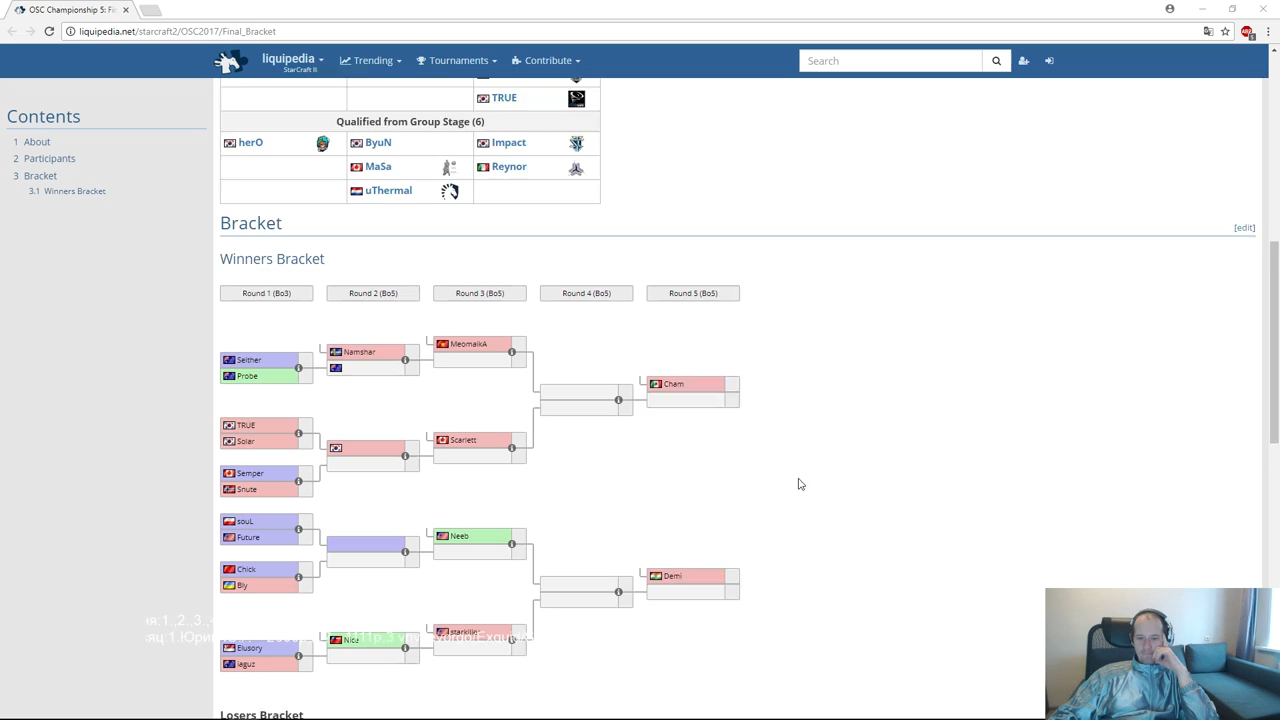 OSC Championship 5: Fi
liquipedia.net/starcraft2/OSC2017/Final_Bracket
liquipedia
StarCraft II
Trending
Tournaments
Contribute
Search
Contents
1 About
2 Participants
3 Bracket
3.1 Winners Bracket
TRUE
Qualified from Group Stage (6)
herO ByuN Impact
MaSa Reynor
uThermal
Bracket
[edit]
Winners Bracket
Round 1 (Bo3) Round 2 (Bo5) Round 3 (Bo5) Round 4 (Bo5) Round 5 (Bo5)
MeomaikA
Namshar
Seither
Probe
Cham
TRUE
Solar
Scarlett
Semper
Snute
souL
Future
Neeb
Chick
Bly
Demi
starkiller
Nice
Elusory
iaguz
Losers Bracket